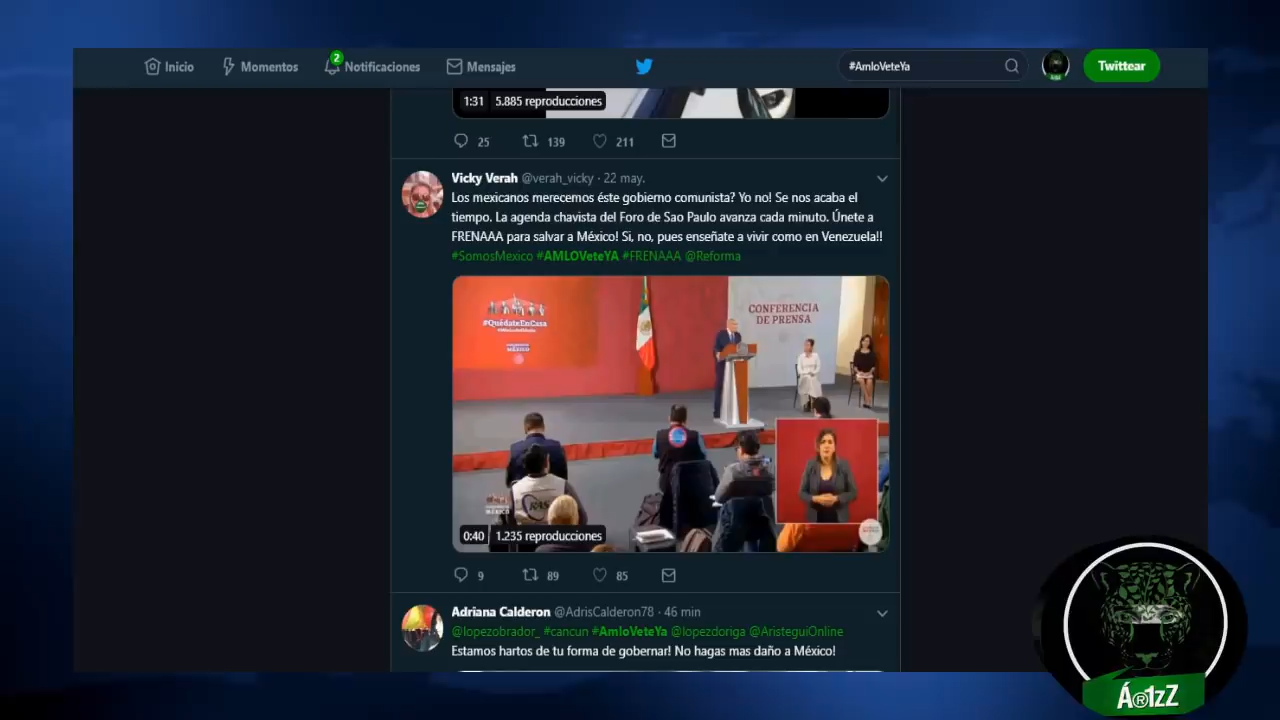 Inicio
Momentos
2
Notificaciones
Mensajes
#AmloVeteYa
Twittear
1:31 5.885 reproducciones
25 139 211
Vicky Verah @verah_vicky · 22 may.
Los mexicanos merecemos éste gobierno comunista? Yo no! Se nos acaba el
tiempo. La agenda chavista del Foro de Sao Paulo avanza cada minuto. Únete a
FRENAAA para salvar a México! Si, no, pues enseñate a vivir como en Venezuela!!
#SomosMexico #AMLOVeteYA #FRENAAA @Reforma
#QuédateEnCasa
CONFERENCIA
DE PRENSA
MÉXICO
0:40 1.235 reproducciones
9 89 85
Adriana Calderon @AdrisCalderon78 · 46 min
@lopezobrador_ #cancun #AmloVeteYa @lopezdoriga @AristeguiOnline
Estamos hartos de tu forma de gobernar! No hagas mas daño a México!
Á®1zZ